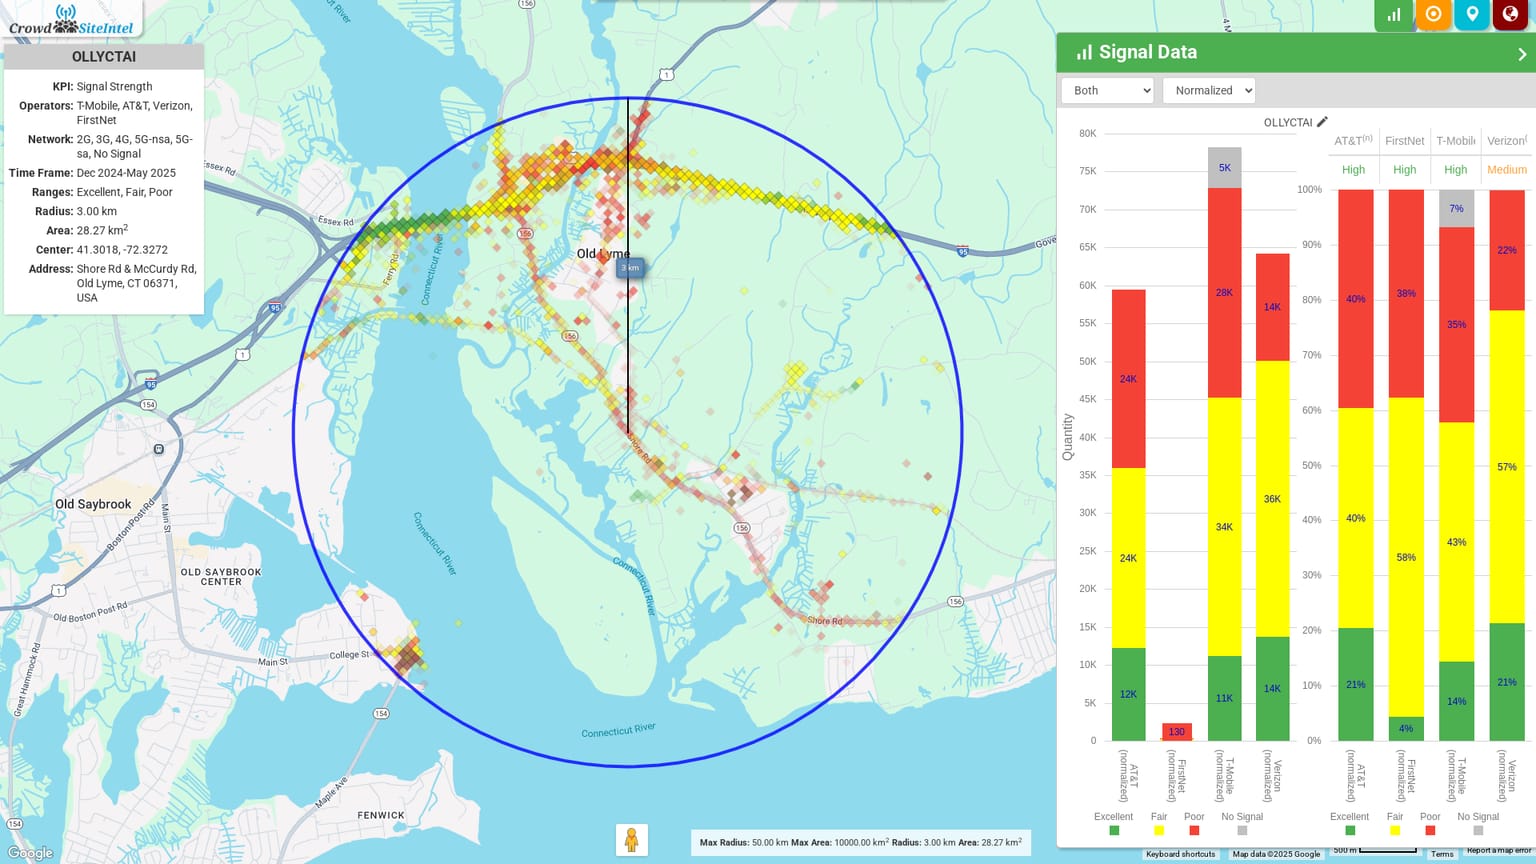 Crowd SiteIntel
OLLYCTAI
KPI: Signal Strength
Operators: T-Mobile, AT&T, Verizon,
FirstNet
Network: 2G, 3G, 4G, 5G-nsa, 5G-
sa, No Signal
Time Frame: Dec 2024-May 2025
Ranges: Excellent, Fair, Poor
Radius: 3.00 km
Area: 28.27 km2
Center: 41.3018, -72.3272
Address: Shore Rd & McCurdy Rd,
Old Lyme, CT 06371,
USA
Connecticut River
156
1
Essex Rd
Essex Rd
Ferry Rd
Connecticut River
156
Old Lyme
3 km
95
95
1
156
95
154
Shore Rd
Old Saybrook
Main St
Boston Post Rd
156
Connecticut River
Connecticut River
OLD SAYBROOK
CENTER
1
Old Boston Post Rd
156
Shore Rd
College St
Main St
Great Hammock Rd
154
Connecticut River
Maple Ave
FENWICK
154
Google
Max Radius: 50.00 km Max Area: 10000.00 km2 Radius: 3.00 km Area: 28.27 km2
Signal Data
Both
Normalized
OLLYCTAI
80K
75K
70K
65K
60K
55K
50K
45K
40K
35K
30K
25K
20K
15K
10K
5K
0
Quantity
24K
24K
12K
130
5K
28K
34K
11K
14K
36K
14K
AT&T
(normalized)
FirstNet
(normalized)
T-Mobile
(normalized)
Verizon
(normalized)
Excellent
Fair
Poor
No Signal
AT&T(n)
FirstNet
T-Mobile
Verizon(
High
High
High
Medium
100%
90%
80%
70%
60%
50%
40%
30%
20%
10%
0%
40%
40%
21%
38%
58%
4%
7%
35%
43%
14%
22%
57%
21%
AT&T
(normalized)
FirstNet
(normalized)
T-Mobile
(normalized)
Verizon
(normalized)
Excellent
Fair
Poor
No Signal
Keyboard shortcuts
Map data ©2025 Google
500 m
Terms
Report a map error